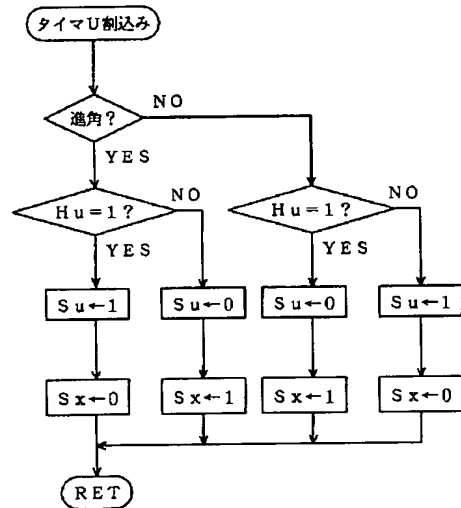 タイマU割込み
進角？
NO
YES
Hu＝1？
NO
Hu＝1？
NO
YES
YES
Su←1
Su←0
Su←0
Su←1
Sx←0
Sx←1
Sx←1
Sx←0
RET